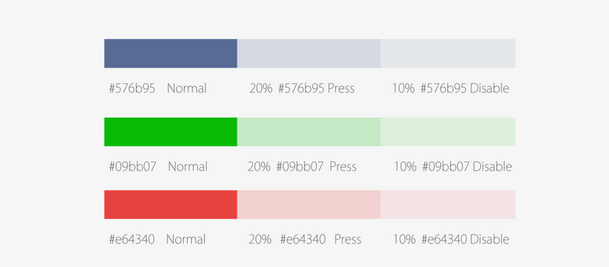 #576b95 Normal 20% #576b95 Press 10% #576b95 Disable
#09bb07 Normal 20% #09bb07 Press 10% #09bb07 Disable
#e64340 Normal 20% #e64340 Press 10% #e64340 Disable